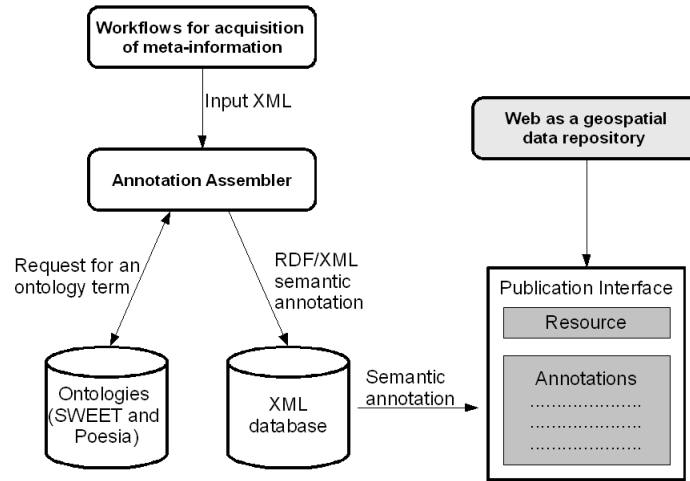 Workflows for acquisition
of meta-information
Input XML
Web as a geospatial
data repository
Annotation Assembler
Request for an
ontology term
RDF/XML
semantic
annotation
Publication Interface
Resource
Ontologies
(SWEET and
Poesia)
XML
database
Semantic
annotation
Annotations
.....................
.....................
.....................